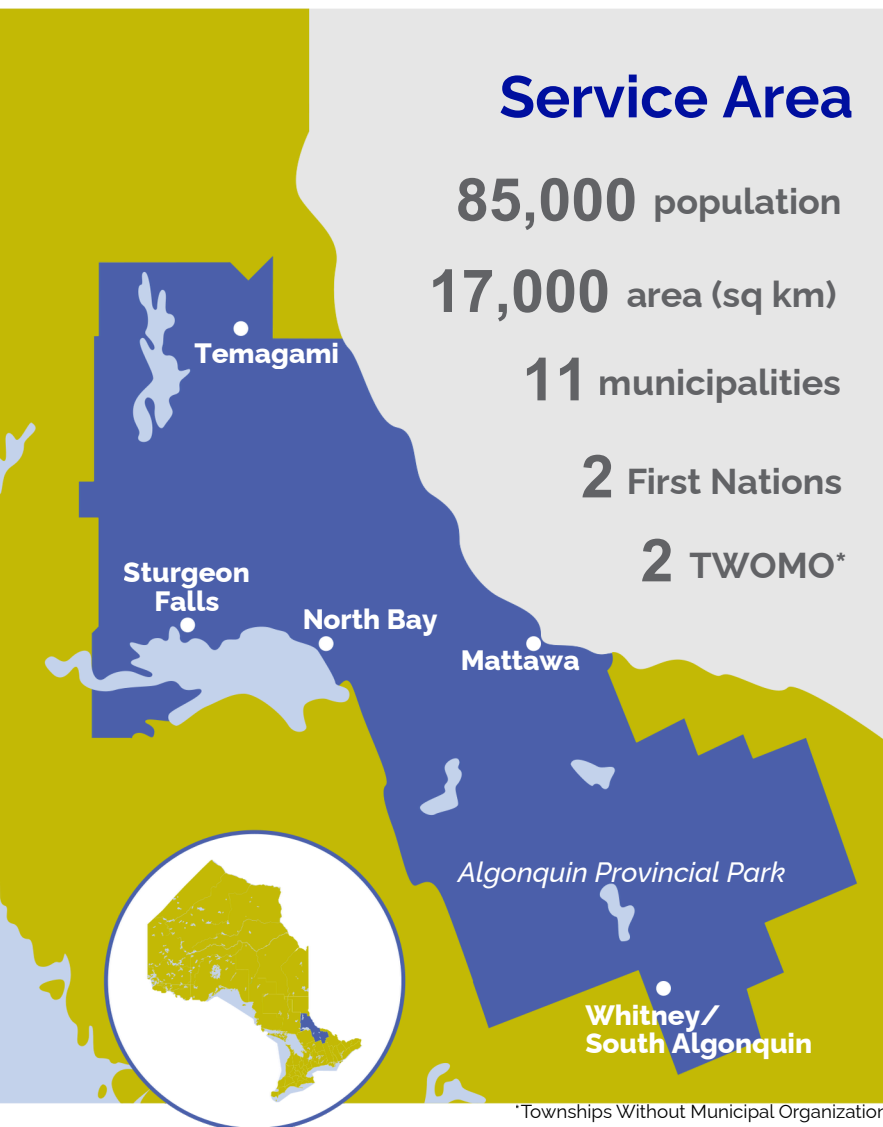 Service Area
85,000 population
17,000 area (sq km)
11 municipalities
2 First Nations
2 TWOMO*
Temagami
Sturgeon
Falls
North Bay
Mattawa
Algonquin Provincial Park
Whitney/
South Algonquin
*Townships Without Municipal Organization